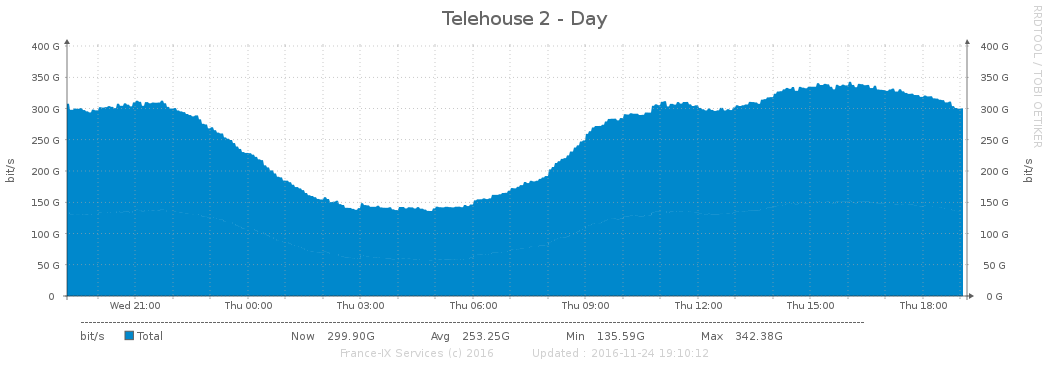 Telehouse 2 - Day
RRDTOOL / TOBI OETIKER
bit/s
400 G 400 G
350 G 350 G
300 G 300 G
250 G 250 G
200 G 200 G
150 G 150 G
100 G 100 G
50 G 50 G
0 0 G
bit/s
Wed 21:00 Thu 00:00 Thu 03:00 Thu 06:00 Thu 09:00 Thu 12:00 Thu 15:00 Thu 18:00
bit/s Total Now 299.90G Avg 253.25G Min 135.59G Max 342.38G
France-IX Services (c) 2016 Updated : 2016-11-24 19:10:12